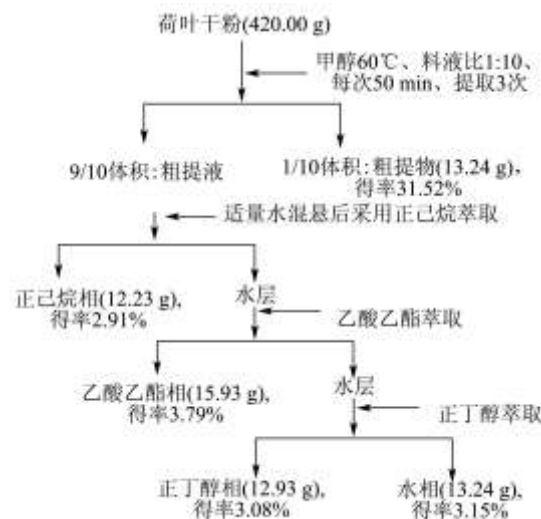 荷叶干粉(420.00 g)
甲醇60℃、料液比1:10、
每次50 min、提取3次
9/10体积:粗提液
1/10体积:粗提物(13.24 g),
得率31.52%
适量水混悬后采用正己烷萃取
正己烷相(12.23 g),
得率2.91%
水层
乙酸乙酯萃取
乙酸乙酯相(15.93 g),
得率3.79%
水层
正丁醇萃取
正丁醇相(12.93 g),
得率3.08%
水相(13.24 g),
得率3.15%